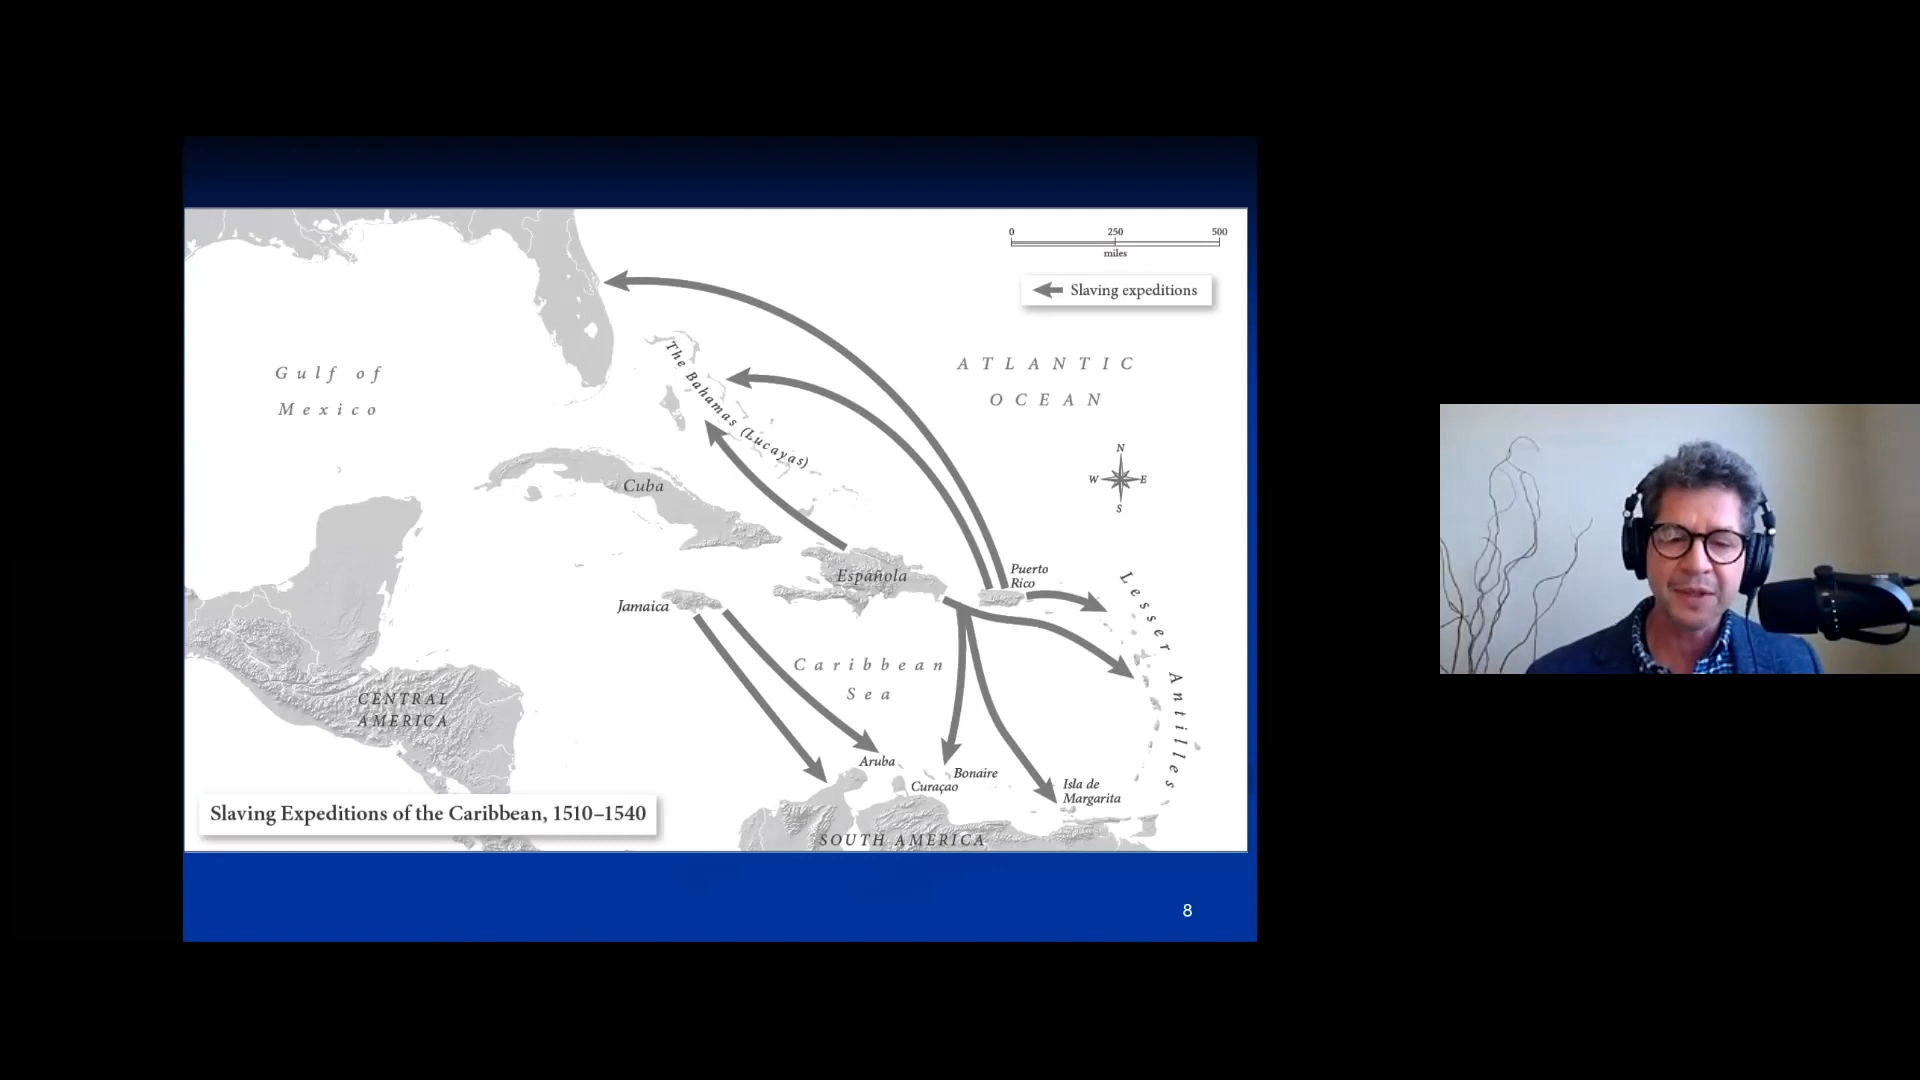 0 250 500
miles
Slaving expeditions
Gulf of
Mexico
ATLANTIC
OCEAN
The Bahamas (Lucayas)
N
W E
S
Cuba
Española
Puerto
Rico
Jamaica
Lesser Antilles
Caribbean
Sea
CENTRAL
AMERICA
Aruba
Bonaire
Curaçao
Isla de
Margarita
Slaving Expeditions of the Caribbean, 1510–1540
SOUTH AMERICA
8